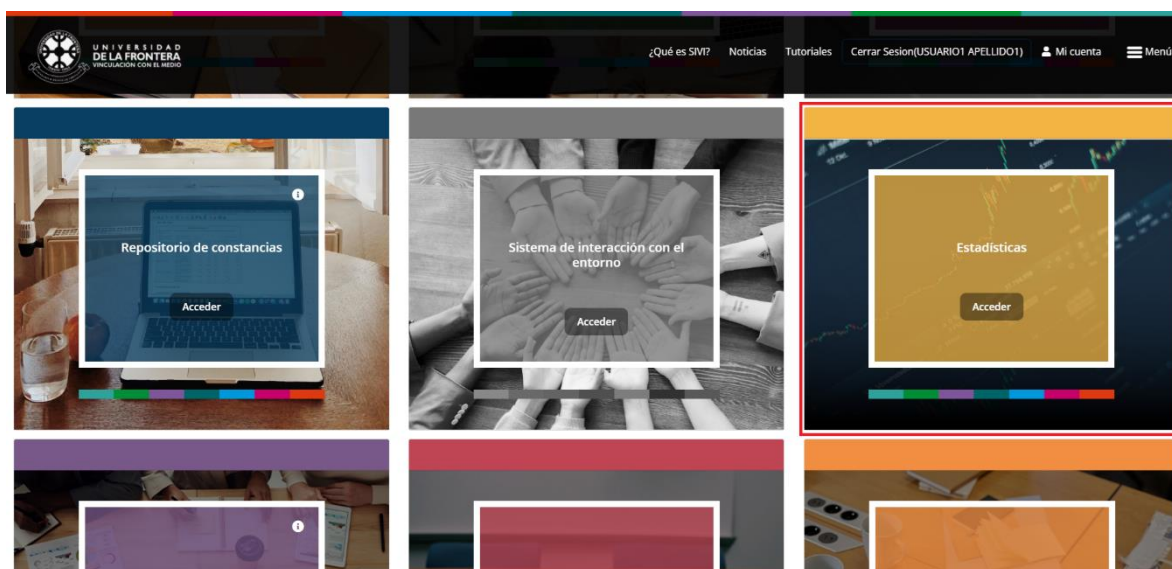 UNIVERSIDAD
DE LA FRONTERA
VINCULACIÓN CON EL MEDIO
¿Qué es SIVI?
Noticias
Tutoriales
Cerrar Sesion(USUARIO1 APELLIDO1)
Mi cuenta
Menú
Repositorio de constancias
Acceder
Sistema de interacción con el
entorno
Acceder
Estadísticas
Acceder